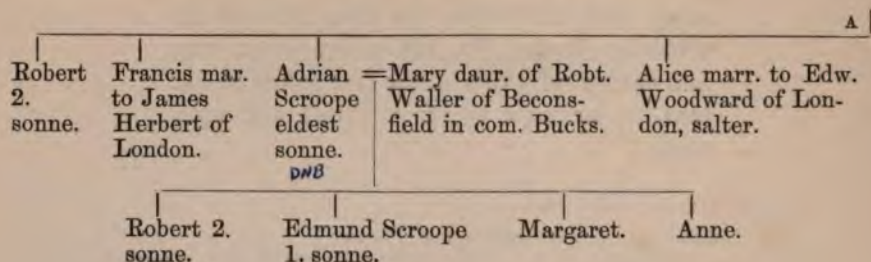 A
Robert
2.
sonne.
Francis mar.
to James
Herbert of
London.
Adrian
Scroope
eldest
sonne.
DNB
=Mary daur. of Robt.
Waller of Becons-
field in com. Bucks.
Alice marr. to Edw.
Woodward of Lon-
don, salter.
Robert 2.
sonne.
Edmund Scroope
1. sonne.
Margaret.
Anne.